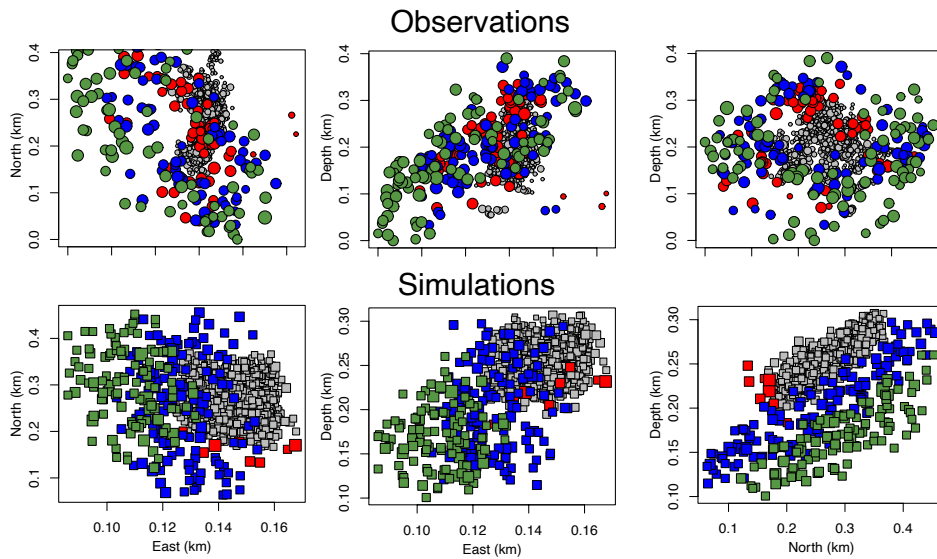 Observations
North (km)
0.0 0.1 0.2 0.3 0.4
Depth (km)
0.0 0.1 0.2 0.3 0.4
Depth (km)
0.0 0.1 0.2 0.3 0.4
Simulations
North (km)
0.1 0.2 0.3 0.4
0.10 0.12 0.14 0.16
East (km)
Depth (km)
0.10 0.15 0.20 0.25 0.30
0.10 0.12 0.14 0.16
East (km)
Depth (km)
0.10 0.15 0.20 0.25 0.30
0.1 0.2 0.3 0.4
North (km)